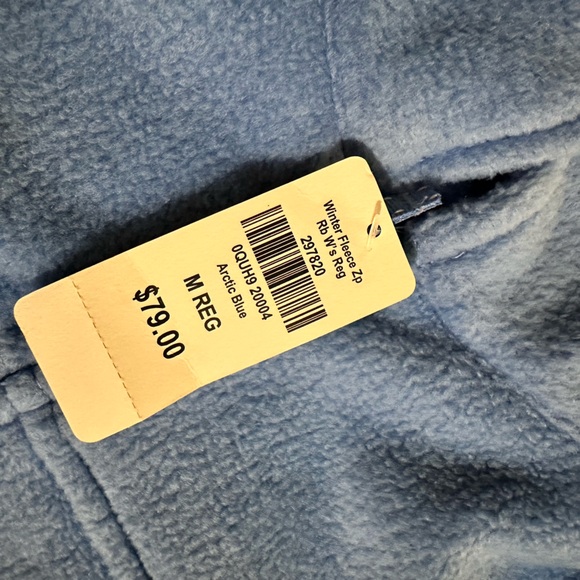 Winter Fleece Zp
Rb W's Reg
297820
0QUH9 20004
Arctic Blue
M REG
$79.00